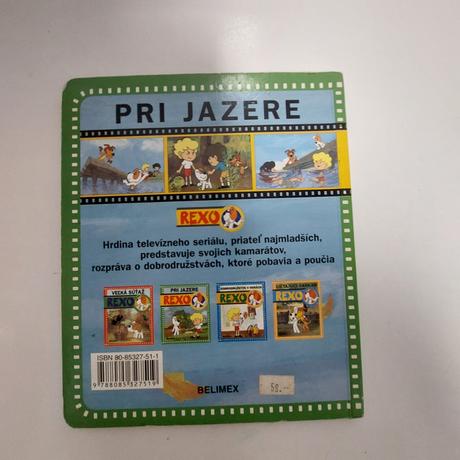 PRI JAZERE
REXO
Hrdina televízneho seriálu, priateľ najmladších,
predstavuje svojich kamarátov,
rozpráva o dobrodružstvách, ktoré pobavia a poučia
VEĽKÁ SÚŤAŽ
REXO
PRI JAZERE
REXO
REXO
REXO
ISBN 80-85327-51-1
9788085327519
BELIMEX
58.--